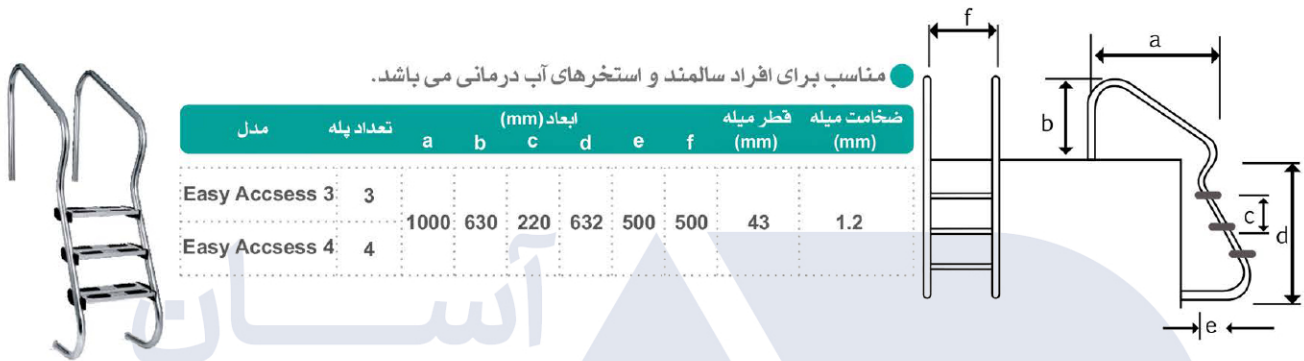 مناسب برای افراد سالمند و استخرهای آب درمانی می باشد.
مدل تعداد پله ابعاد (mm) قطر میله ضخامت میله
a b c d e f (mm) (mm)
Easy Accsess 3 3
1000 630 220 632 500 500 43 1.2
Easy Accsess 4 4
آسان
f
a
b
c
d
e